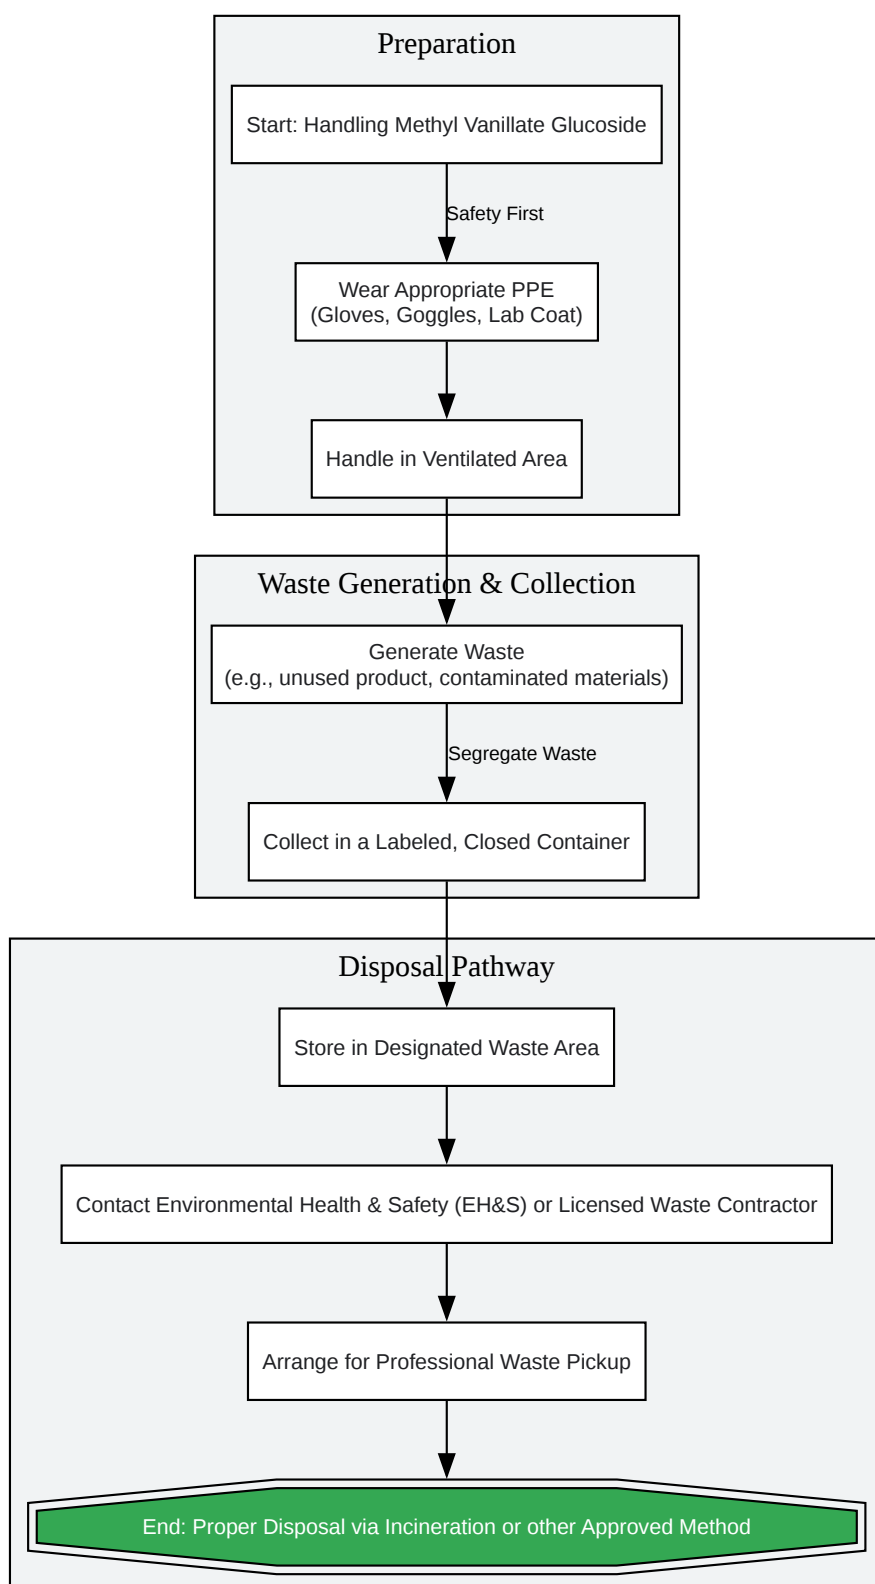 Preparation
Start: Handling Methyl Vanillate Glucoside
Safety First
Wear Appropriate PPE
(Gloves, Goggles, Lab Coat)
Handle in Ventilated Area
Waste Generation & Collection
Generate Waste
(e.g., unused product, contaminated materials)
Segregate Waste
Collect in a Labeled, Closed Container
Disposal Pathway
Store in Designated Waste Area
Contact Environmental Health & Safety (EH&S) or Licensed Waste Contractor
Arrange for Professional Waste Pickup
End: Proper Disposal via Incineration or other Approved Method